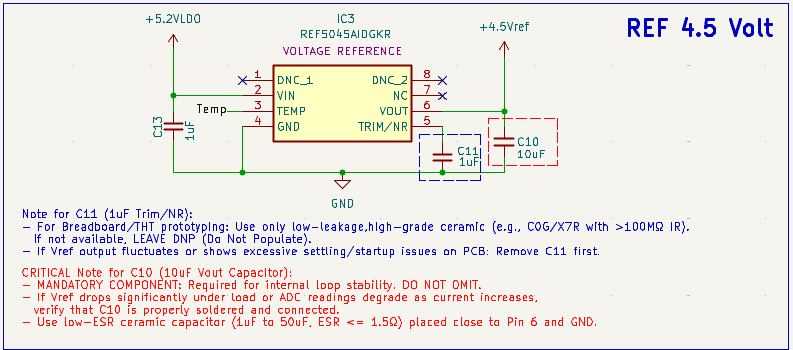 +5.2VLDO
IC3
REF5045AIDGKR
VOLTAGE REFERENCE
+4.5Vref
REF 4.5 Volt
1 DNC_1 DNC_2 8
2 VIN NC 7
Temp 3 TEMP VOUT 6
4 GND TRIM/NR 5
C13
1uF
C11
1uF
C10
10uF
GND
Note for C11 (1uF Trim/NR):
- For Breadboard/THT prototyping: Use only low-leakage,high-grade ceramic (e.g., C0G/X7R with >100MΩ IR).
If not available, LEAVE DNP (Do Not Populate).
- If Vref output fluctuates or shows excessive settling/startup issues on PCB: Remove C11 first.
CRITICAL Note for C10 (10uF Vout Capacitor):
- MANDATORY COMPONENT: Required for internal loop stability. DO NOT OMIT.
- If Vref drops significantly under load or ADC readings degrade as current increases,
verify that C10 is properly soldered and connected.
- Use low-ESR ceramic capacitor (1uF to 50uF, ESR <= 1.5Ω) placed close to Pin 6 and GND.